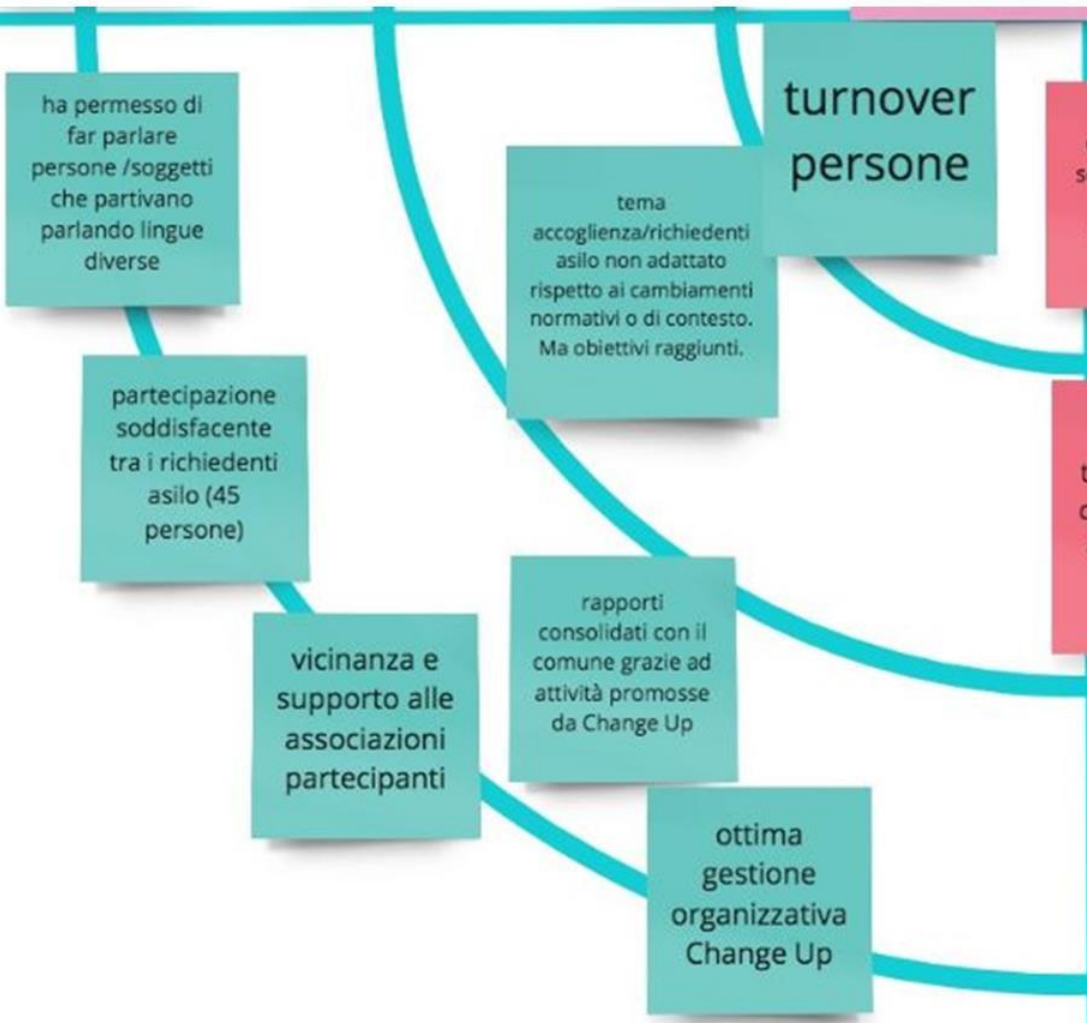 ha permesso di
far parlare
persone /soggetti
che partivano
parlando lingue
diverse
turnover
persone
tema
accoglienza/richiedenti
asilo non adattato
rispetto ai cambiamenti
normativi o di contesto.
Ma obiettivi raggiunti.
partecipazione
soddisfacente
tra i richiedenti
asilo (45
persone)
vicinanza e
supporto alle
associazioni
partecipanti
rapporti
consolidati con il
comune grazie ad
attività promosse
da Change Up
ottima
gestione
organizzativa
Change Up